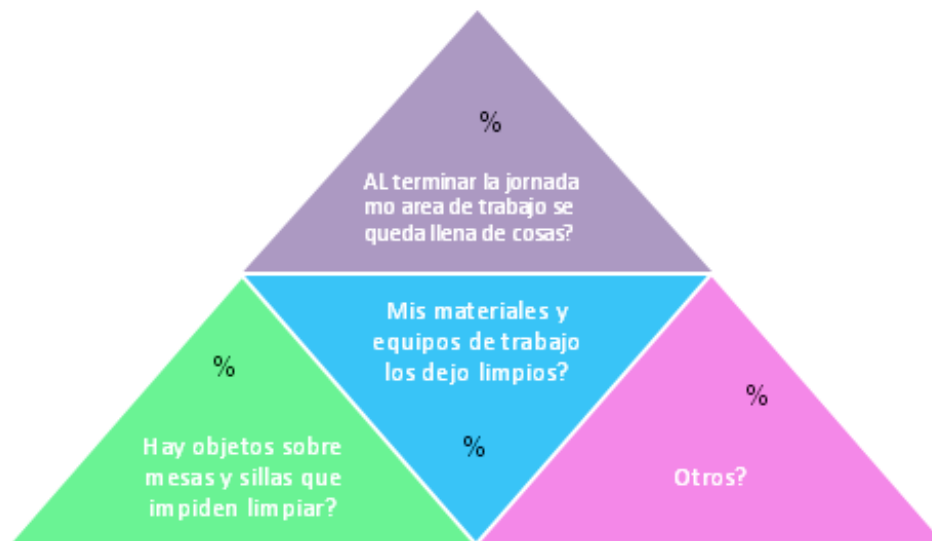 %
AL terminar la jornada
mo area de trabajo se
queda llena de cosas?
Mis materiales y
equipos de trabajo
los dejo limpios?
%
%
Hay objetos sobre
mesas y sillas que
impiden limpiar?
%
Otros?